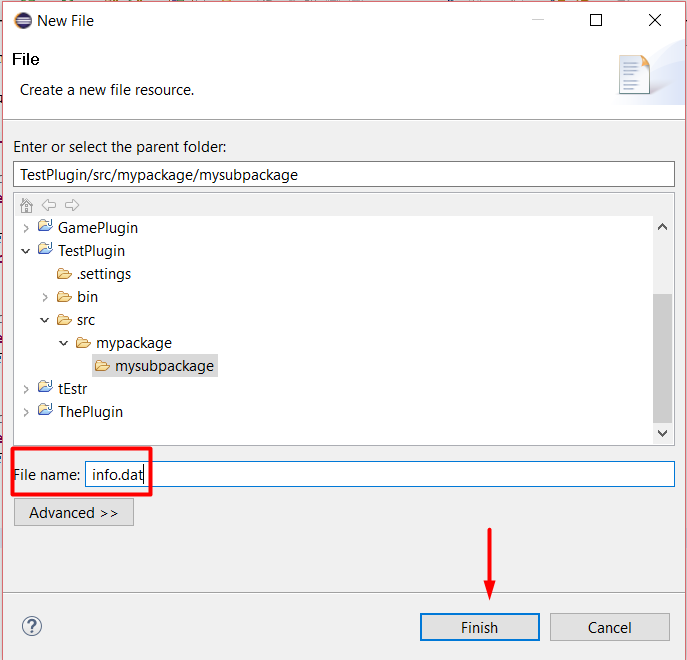 New File
File
Create a new file resource.
Enter or select the parent folder:
TestPlugin/src/mypackage/mysubpackage
GamePlugin
TestPlugin
.settings
bin
src
mypackage
mysubpackage
tEstr
ThePlugin
File name: info.dat
Advanced >>
?
Finish Cancel